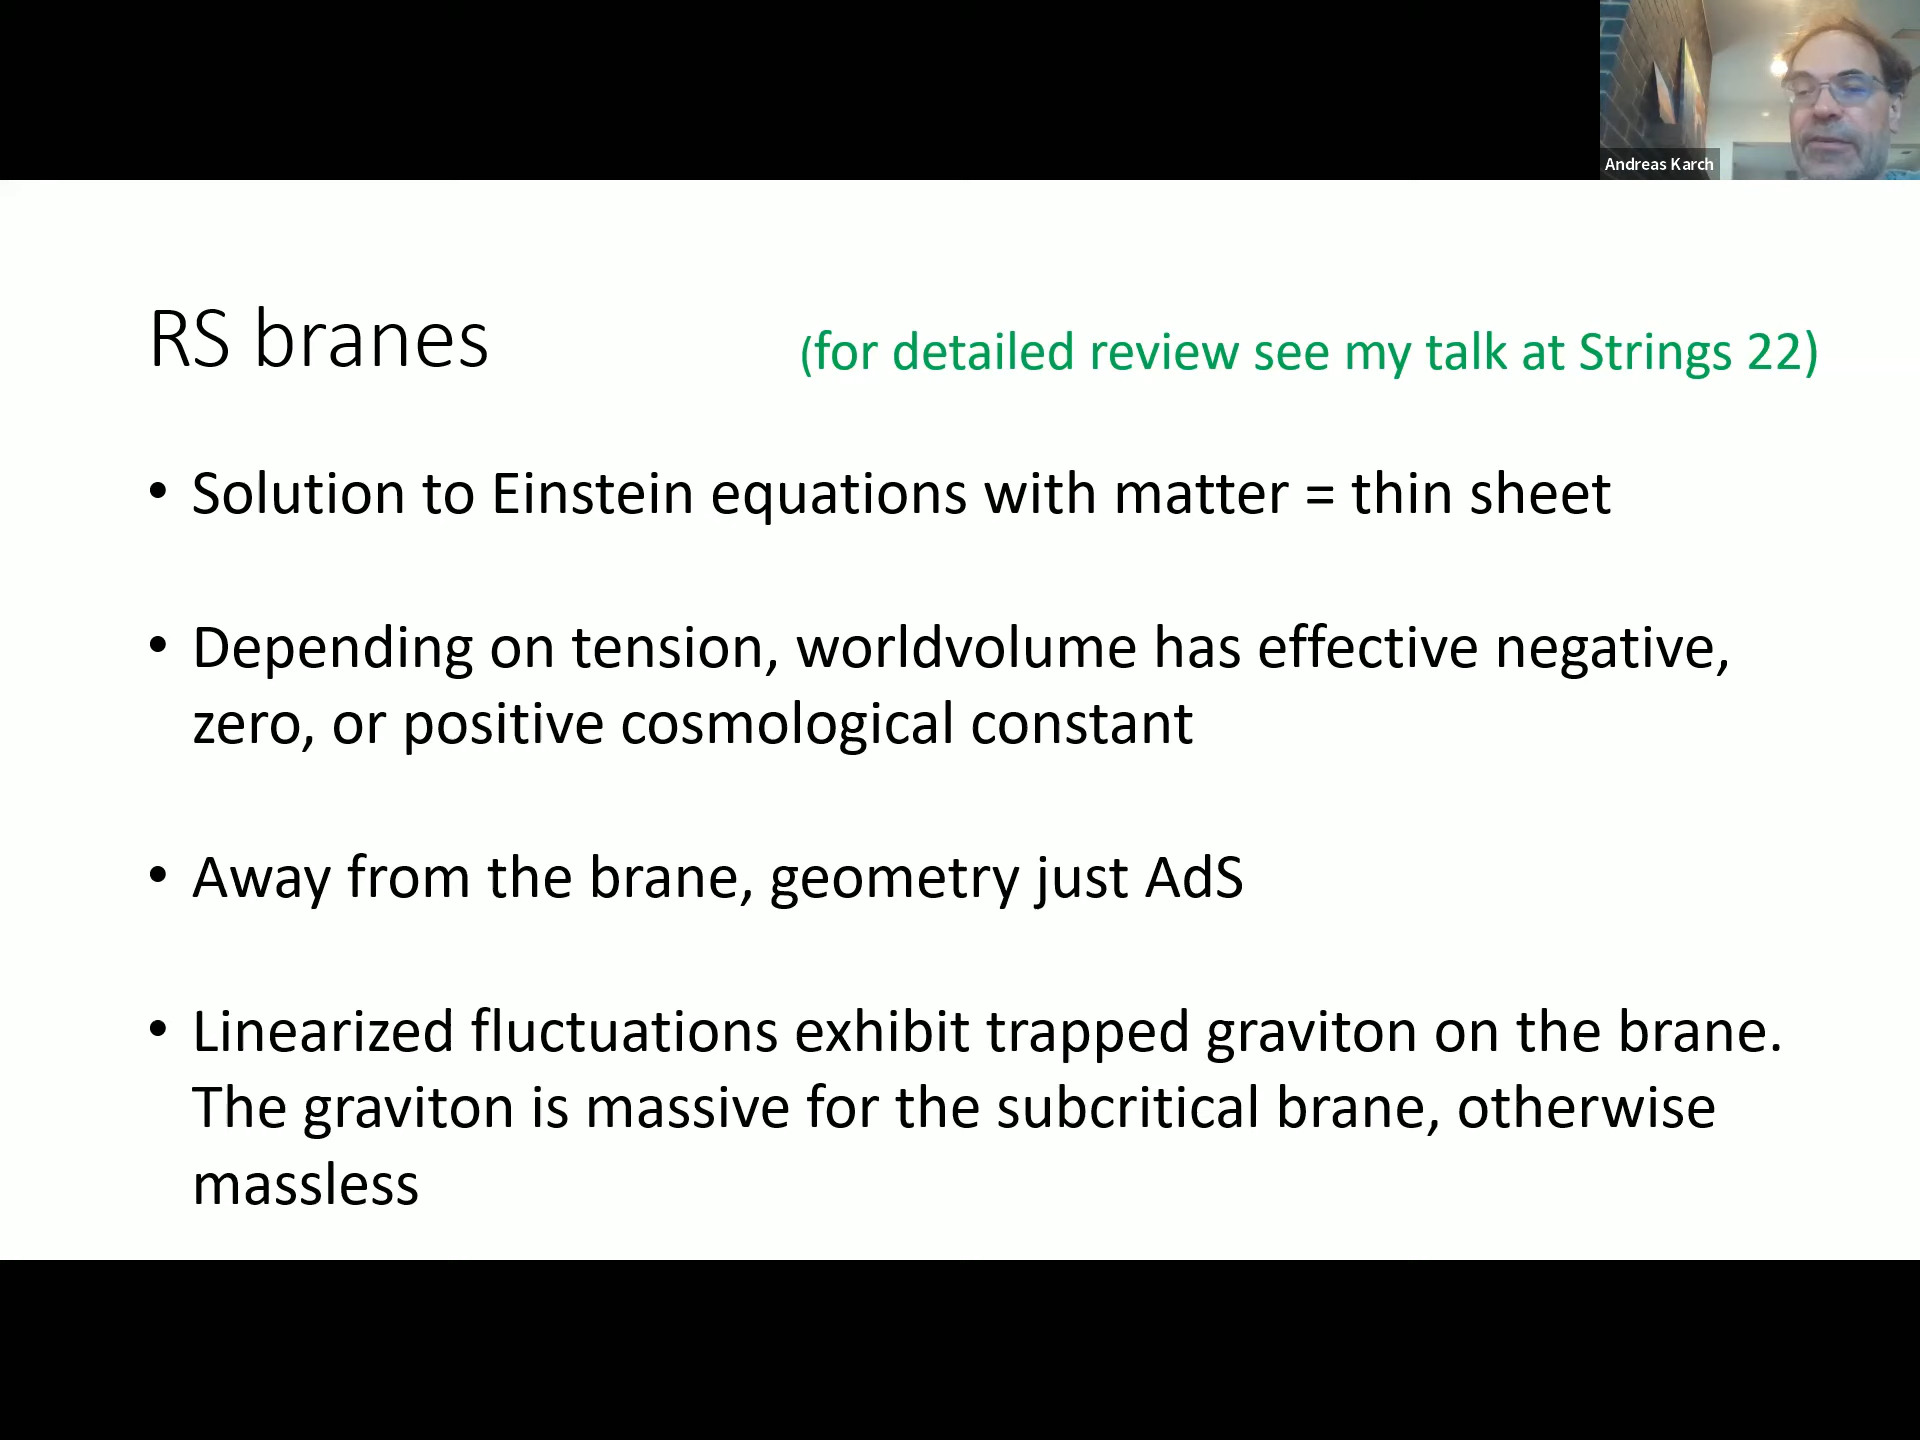 Andreas Karch
RS branes
(for detailed review see my talk at Strings 22)
• Solution to Einstein equations with matter = thin sheet
• Depending on tension, worldvolume has effective negative,
zero, or positive cosmological constant
• Away from the brane, geometry just AdS
• Linearized fluctuations exhibit trapped graviton on the brane.
The graviton is massive for the subcritical brane, otherwise
massless